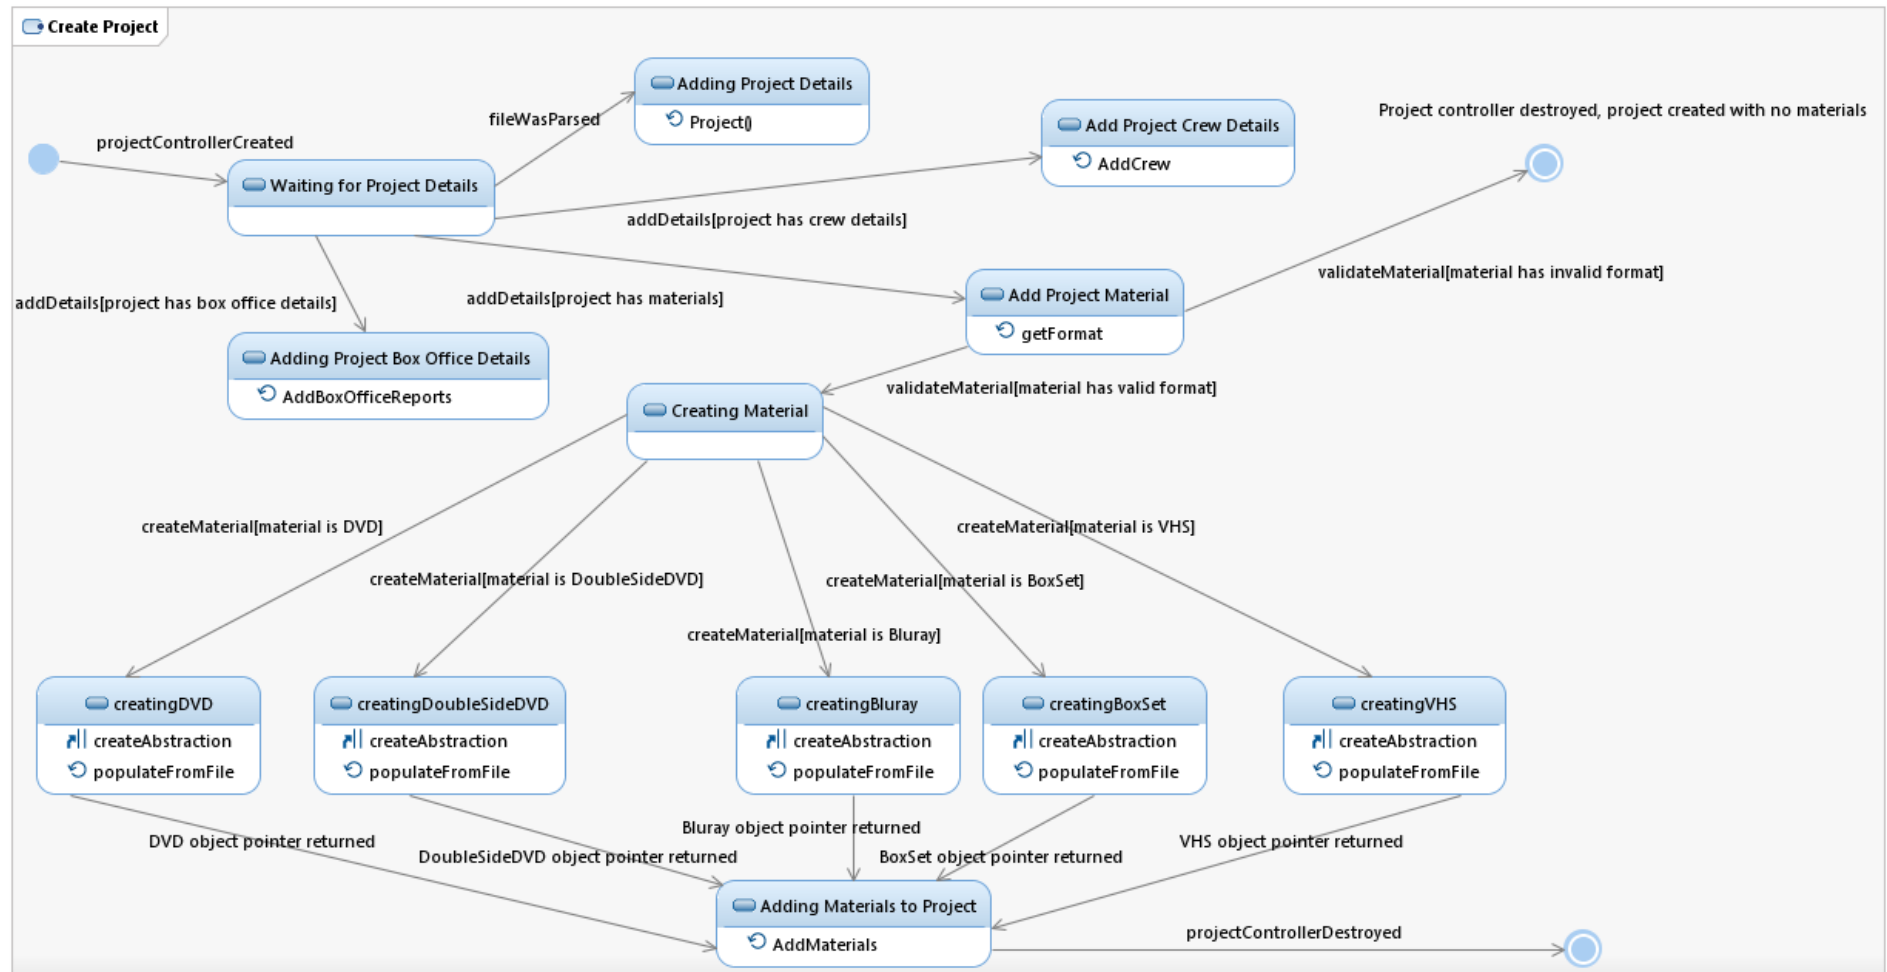 Create Project
Adding Project Details
Project()
fileWasParsed
projectControllerCreated
Add Project Crew Details
AddCrew
Project controller destroyed, project created with no materials
Waiting for Project Details
addDetails[project has crew details]
validateMaterial[material has invalid format]
addDetails[project has box office details]
addDetails[project has materials]
Add Project Material
getFormat
Adding Project Box Office Details
AddBoxOfficeReports
validateMaterial[material has valid format]
Creating Material
createMaterial[material is DVD]
createMaterial[material is VHS]
createMaterial[material is DoubleSideDVD]
createMaterial[material is BoxSet]
createMaterial[material is Bluray]
creatingDVD
createAbstraction
populateFromFile
creatingDoubleSideDVD
createAbstraction
populateFromFile
creatingBluray
createAbstraction
populateFromFile
creatingBoxSet
createAbstraction
populateFromFile
creatingVHS
createAbstraction
populateFromFile
DVD object pointer returned
DoubleSideDVD object pointer returned
Bluray object pointer returned
BoxSet object pointer returned
VHS object pointer returned
Adding Materials to Project
AddMaterials
projectControllerDestroyed